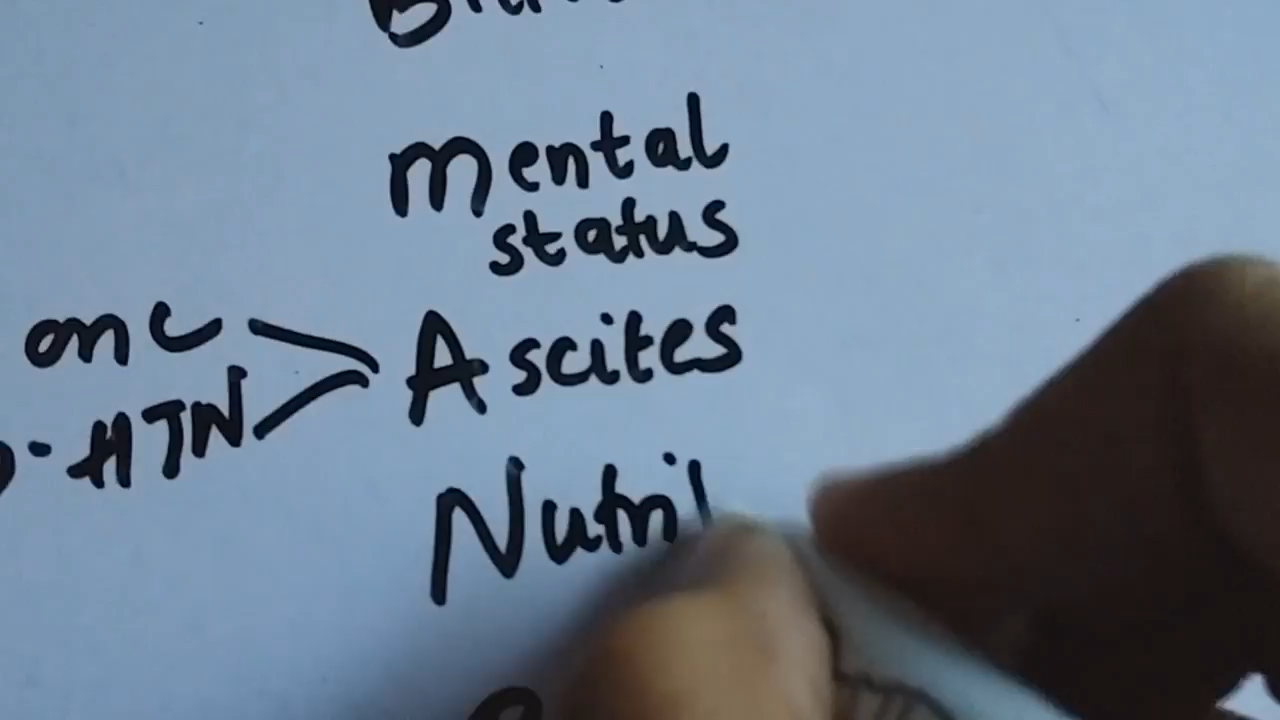 mental
status
onc
HTN
Ascites
Nutri